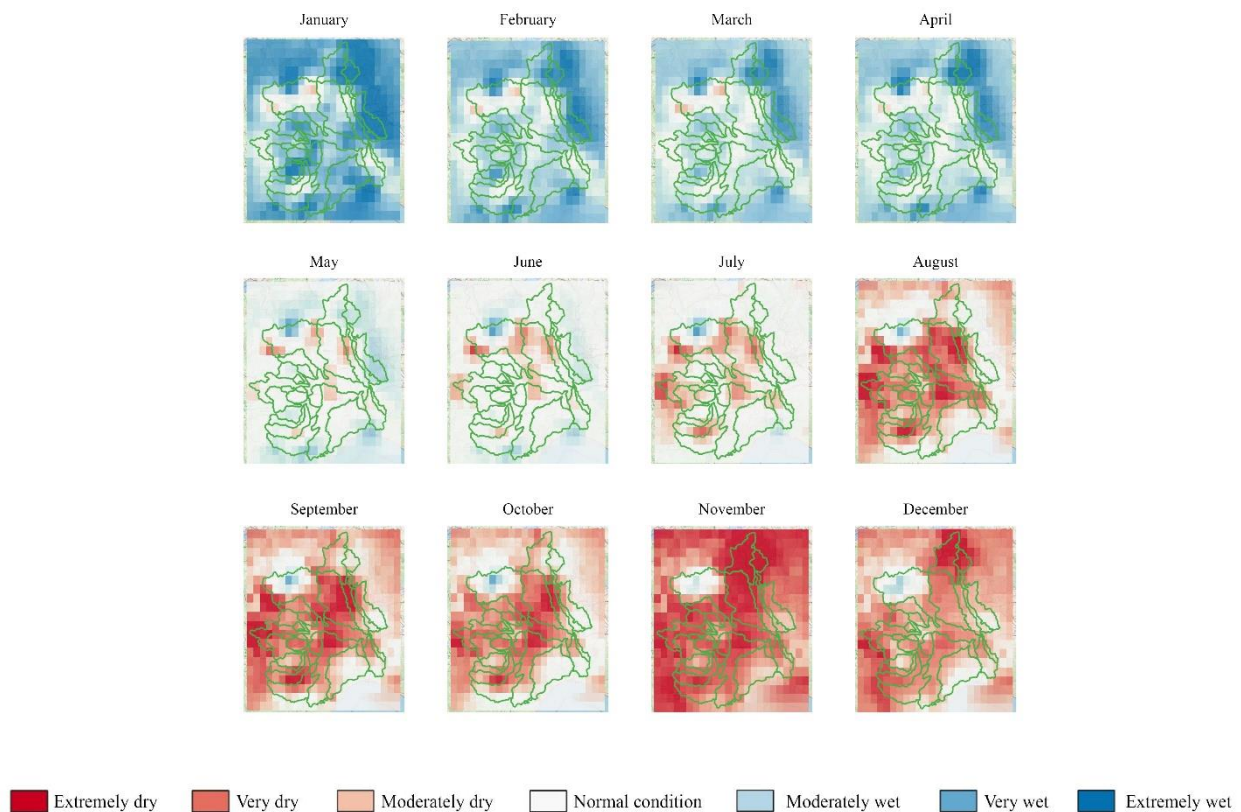 January February March April
May June July August
September October November December
Extremely dry Very dry Moderately dry Normal condition Moderately wet Very wet Extremely wet